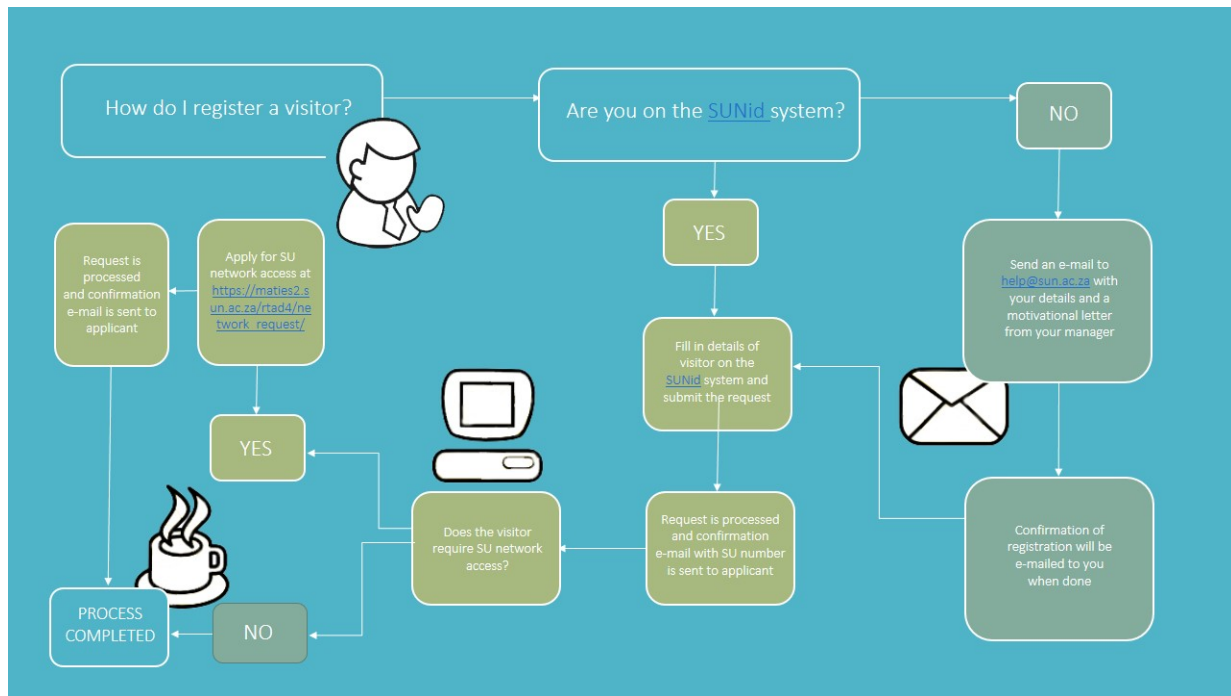 How do I register a visitor?
Are you on the SUNid system?
NO
YES
Send an e-mail to
help@sun.ac.za with
your details and a
motivational letter
from your manager
Confirmation of
registration will be
e-mailed to you
when done
Fill in details of
visitor on the
SUNid system and
submit the request
Request is processed
and confirmation
e-mail with SU number
is sent to applicant
Does the visitor
require SU network
access?
YES
Apply for SU
network access at
https://maties2.s
un.ac.za/rtad4/ne
twork_request/
Request is
processed
and confirmation
e-mail is sent to
applicant
NO
PROCESS
COMPLETED